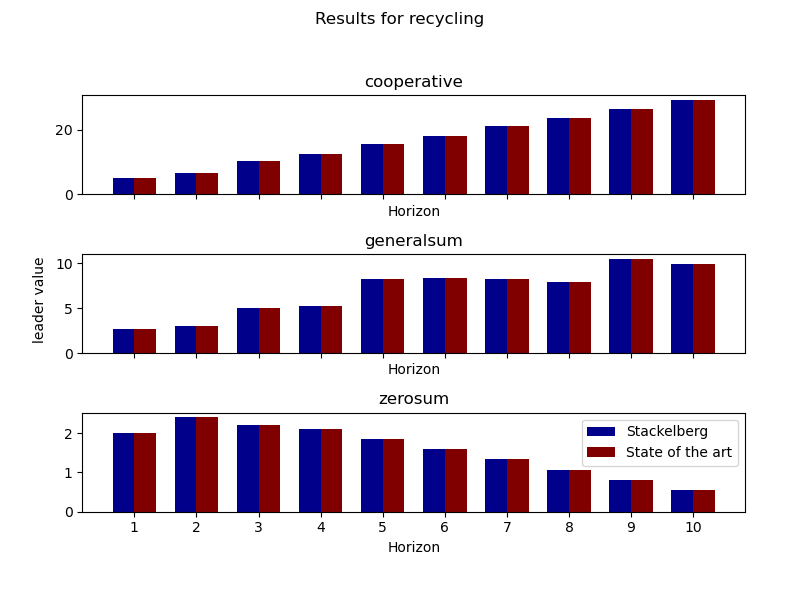 Results for recycling
cooperative
20
0
Horizon
generalsum
10
5
0
leader value
Horizon
zerosum
2
1
0
Stackelberg
State of the art
1 2 3 4 5 6 7 8 9 10
Horizon